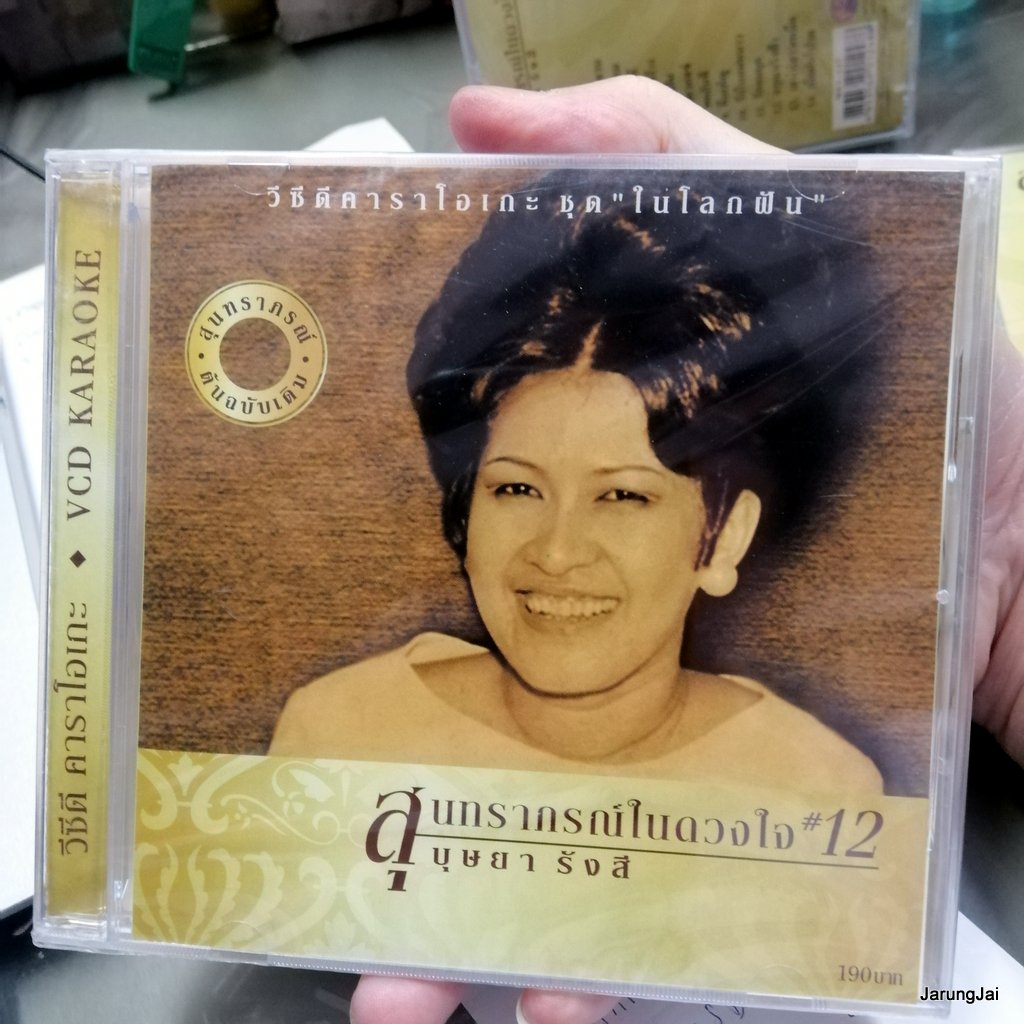 วีซีดีคาราโอเกะ ชุด "ในโลกฝัน"
สุนทราภรณ์
ต้นฉบับเดิม
วีซีดี คาราโอเกะ ◆ VCD KARAOKE
สุนทราภรณ์ในดวงใจ #12
บุษยา รังสี
190บาท
JarungJai